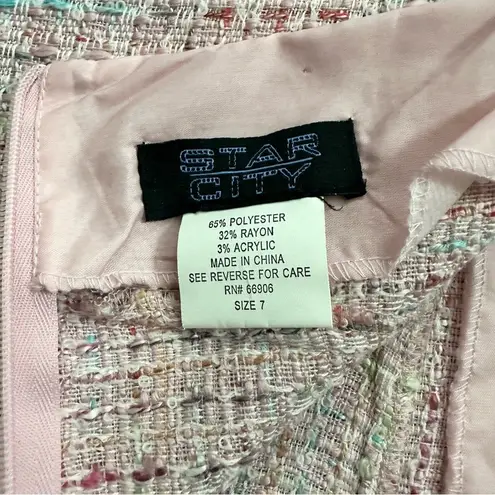 STAR
CITY
65% POLYESTER
32% RAYON
3% ACRYLIC
MADE IN CHINA
SEE REVERSE FOR CARE
RN# 66906
SIZE 7